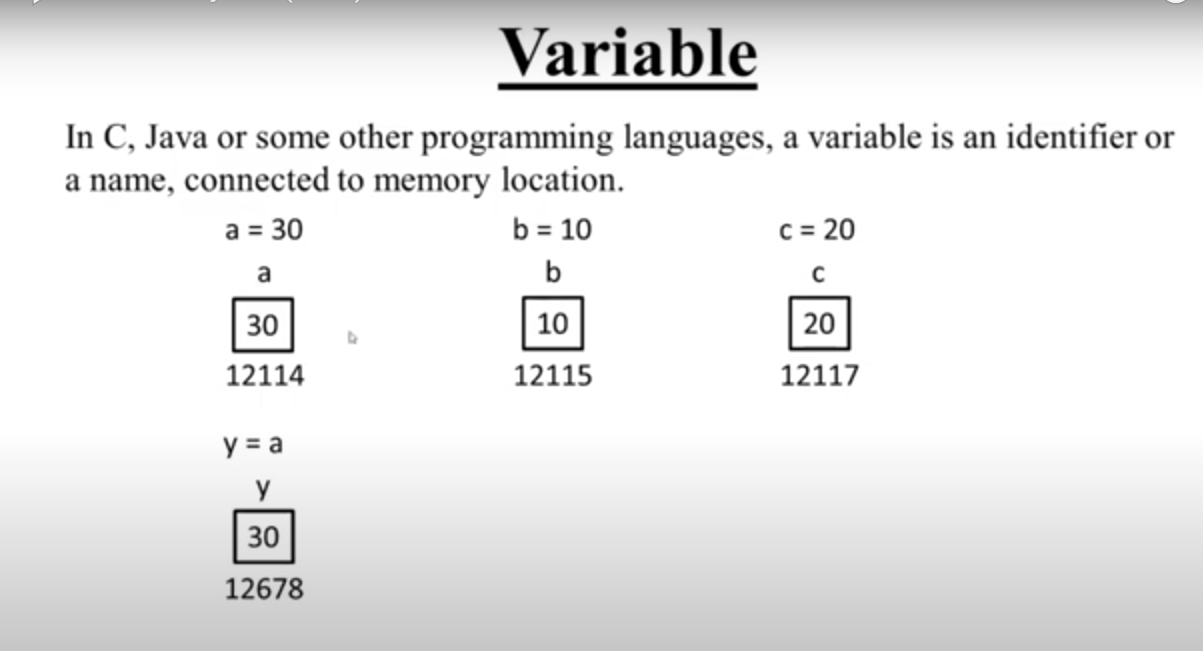 Variable
In C, Java or some other programming languages, a variable is an identifier or
a name, connected to memory location.
a = 30 b = 10 c = 20
a b c
30 10 20
12114 12115 12117
y = a
y
30
12678